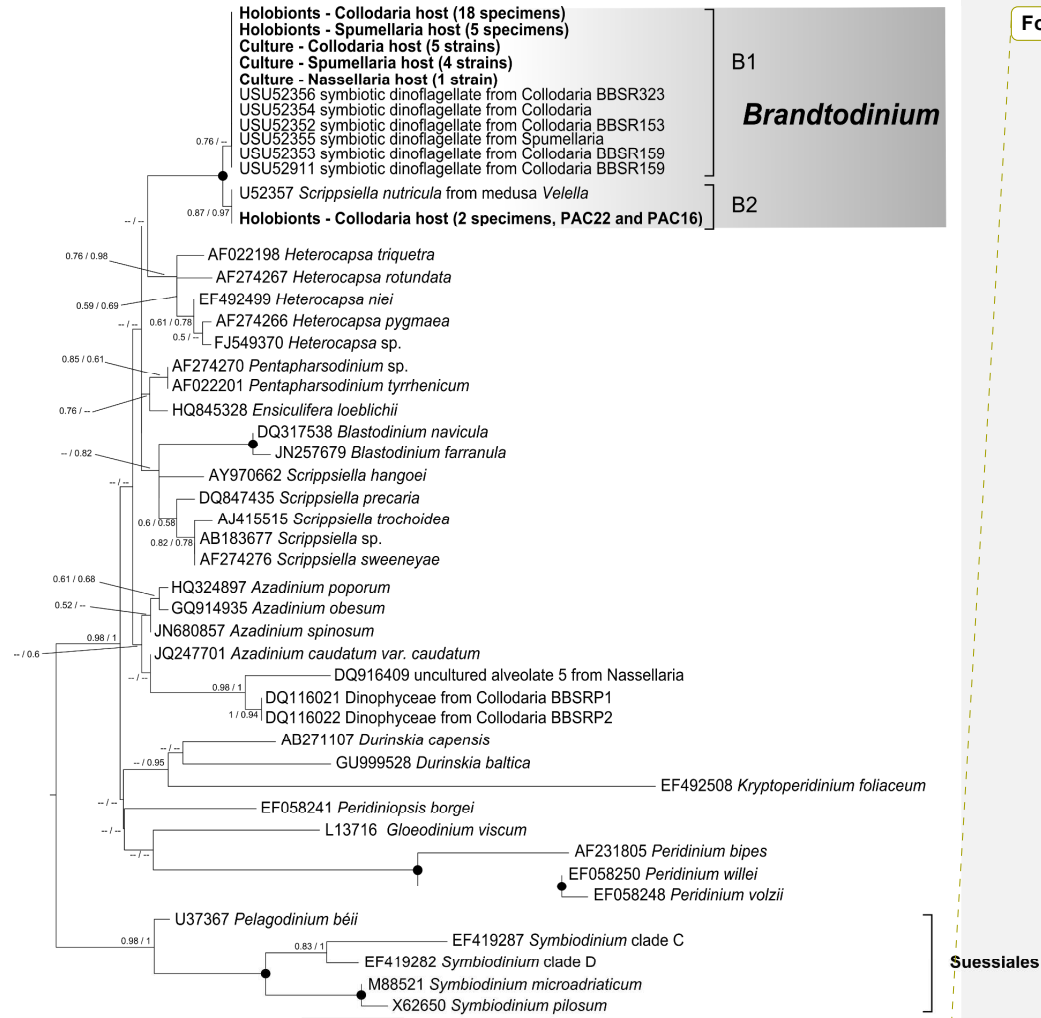 Holobionts - Collodaria host (18 specimens)
Holobionts - Spumellaria host (5 specimens)
Culture - Collodaria host (5 strains)
Culture - Spumellaria host (4 strains)
Culture - Nassellaria host (1 strain)
USU52356 symbiotic dinoflagellate from Collodaria BBSR323
USU52354 symbiotic dinoflagellate from Collodaria
USU52352 symbiotic dinoflagellate from Collodaria BBSR153
USU52355 symbiotic dinoflagellate from Spumellaria
USU52353 symbiotic dinoflagellate from Collodaria BBSR159
USU52911 symbiotic dinoflagellate from Collodaria BBSR159
B1
Brandtodinium
0.76 / --
U52357 Scrippsiella nutricula from medusa Velella
0.87 / 0.97
Holobionts - Collodaria host (2 specimens, PAC22 and PAC16)
B2
-- / --
0.76 / 0.98
AF022198 Heterocapsa triquetra
AF274267 Heterocapsa rotundata
0.59 / 0.69
EF492499 Heterocapsa niei
0.61 / 0.78
AF274266 Heterocapsa pygmaea
-- / --
0.5 / --
FJ549370 Heterocapsa sp.
0.85 / 0.61
AF274270 Pentapharsodinium sp.
AF022201 Pentapharsodinium tyrrhenicum
0.76 / --
HQ845328 Ensiculifera loeblichii
DQ317538 Blastodinium navicula
-- / 0.82
JN257679 Blastodinium farranula
AY970662 Scrippsiella hangoei
-- / --
DQ847435 Scrippsiella precaria
0.6 / 0.58
AJ415515 Scrippsiella trochoidea
0.82 / 0.78
AB183677 Scrippsiella sp.
AF274276 Scrippsiella sweeneyae
0.61 / 0.68
HQ324897 Azadinium poporum
0.52 / --
GQ914935 Azadinium obesum
JN680857 Azadinium spinosum
0.98 / 1
-- / 0.6
JQ247701 Azadinium caudatum var. caudatum
-- / --
DQ916409 uncultured alveolate 5 from Nassellaria
0.98 / 1
DQ116021 Dinophyceae from Collodaria BBSRP1
1 / 0.94
DQ116022 Dinophyceae from Collodaria BBSRP2
AB271107 Durinskia capensis
-- / --
-- / 0.95
GU999528 Durinskia baltica
EF492508 Kryptoperidinium foliaceum
-- / --
EF058241 Peridiniopsis borgei
-- / --
L13716 Gloeodinium viscum
-- / --
AF231805 Peridinium bipes
EF058250 Peridinium willei
EF058248 Peridinium volzii
U37367 Pelagodinium béii
0.98 / 1
0.83 / 1
EF419287 Symbiodinium clade C
EF419282 Symbiodinium clade D
Suessiales
M88521 Symbiodinium microadriaticum
X62650 Symbiodinium pilosum